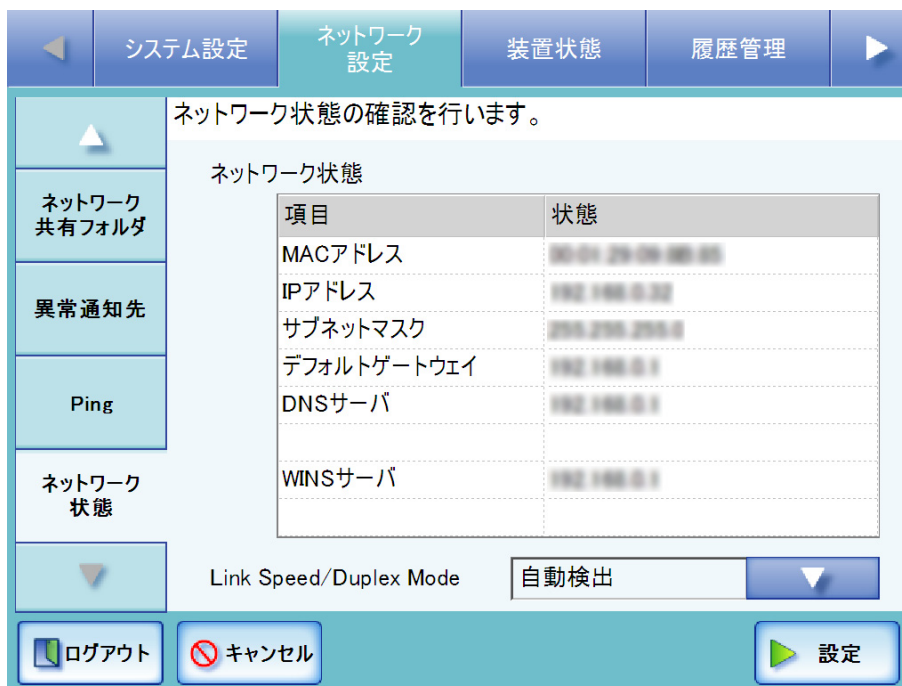 システム設定
ネットワーク
設定
装置状態
履歴管理
ネットワーク状態の確認を行います。
ネットワーク
共有フォルダ
異常通知先
Ping
ネットワーク
状態
ネットワーク状態
項目 状態
MACアドレス
IPアドレス
サブネットマスク
デフォルトゲートウェイ
DNSサーバ
WINSサーバ
Link Speed/Duplex Mode 自動検出
ログアウト
キャンセル
設定